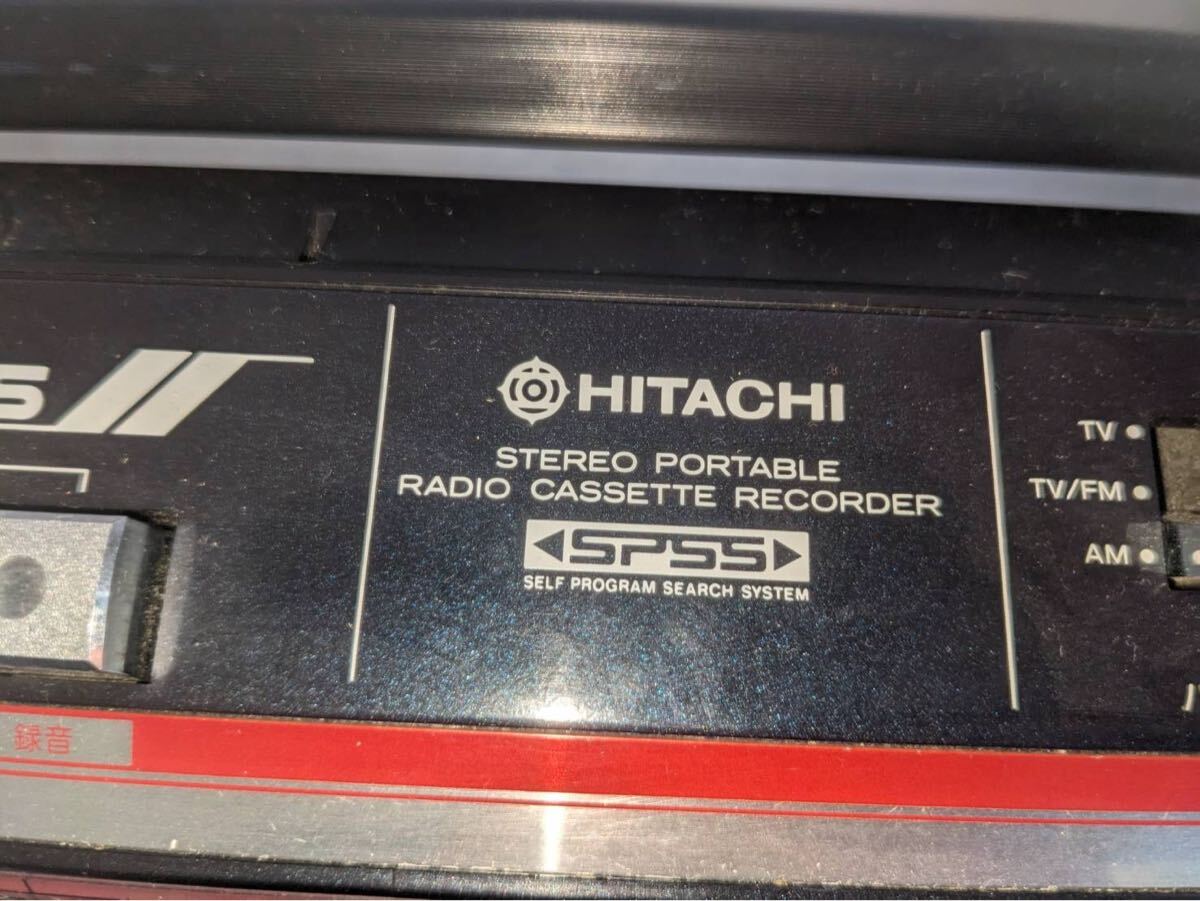 HITACHI
STEREO PORTABLE
RADIO CASSETTE RECORDER
SPSS
SELF PROGRAM SEARCH SYSTEM
TV
TV/FM
AM
録音